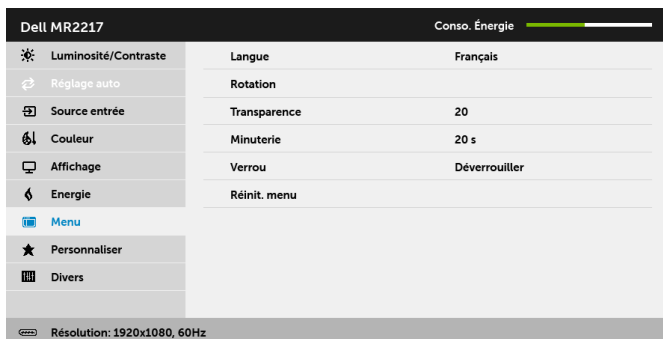 Dell MR2217 Conso. Énergie
Luminosité/Contraste Langue Français
Réglage auto Rotation
Source entrée Transparence 20
Couleur Minuterie 20 s
Affichage Verrou Déverrouiller
Energie Réinit. menu
Menu
Personnaliser
Divers
Résolution: 1920x1080, 60Hz